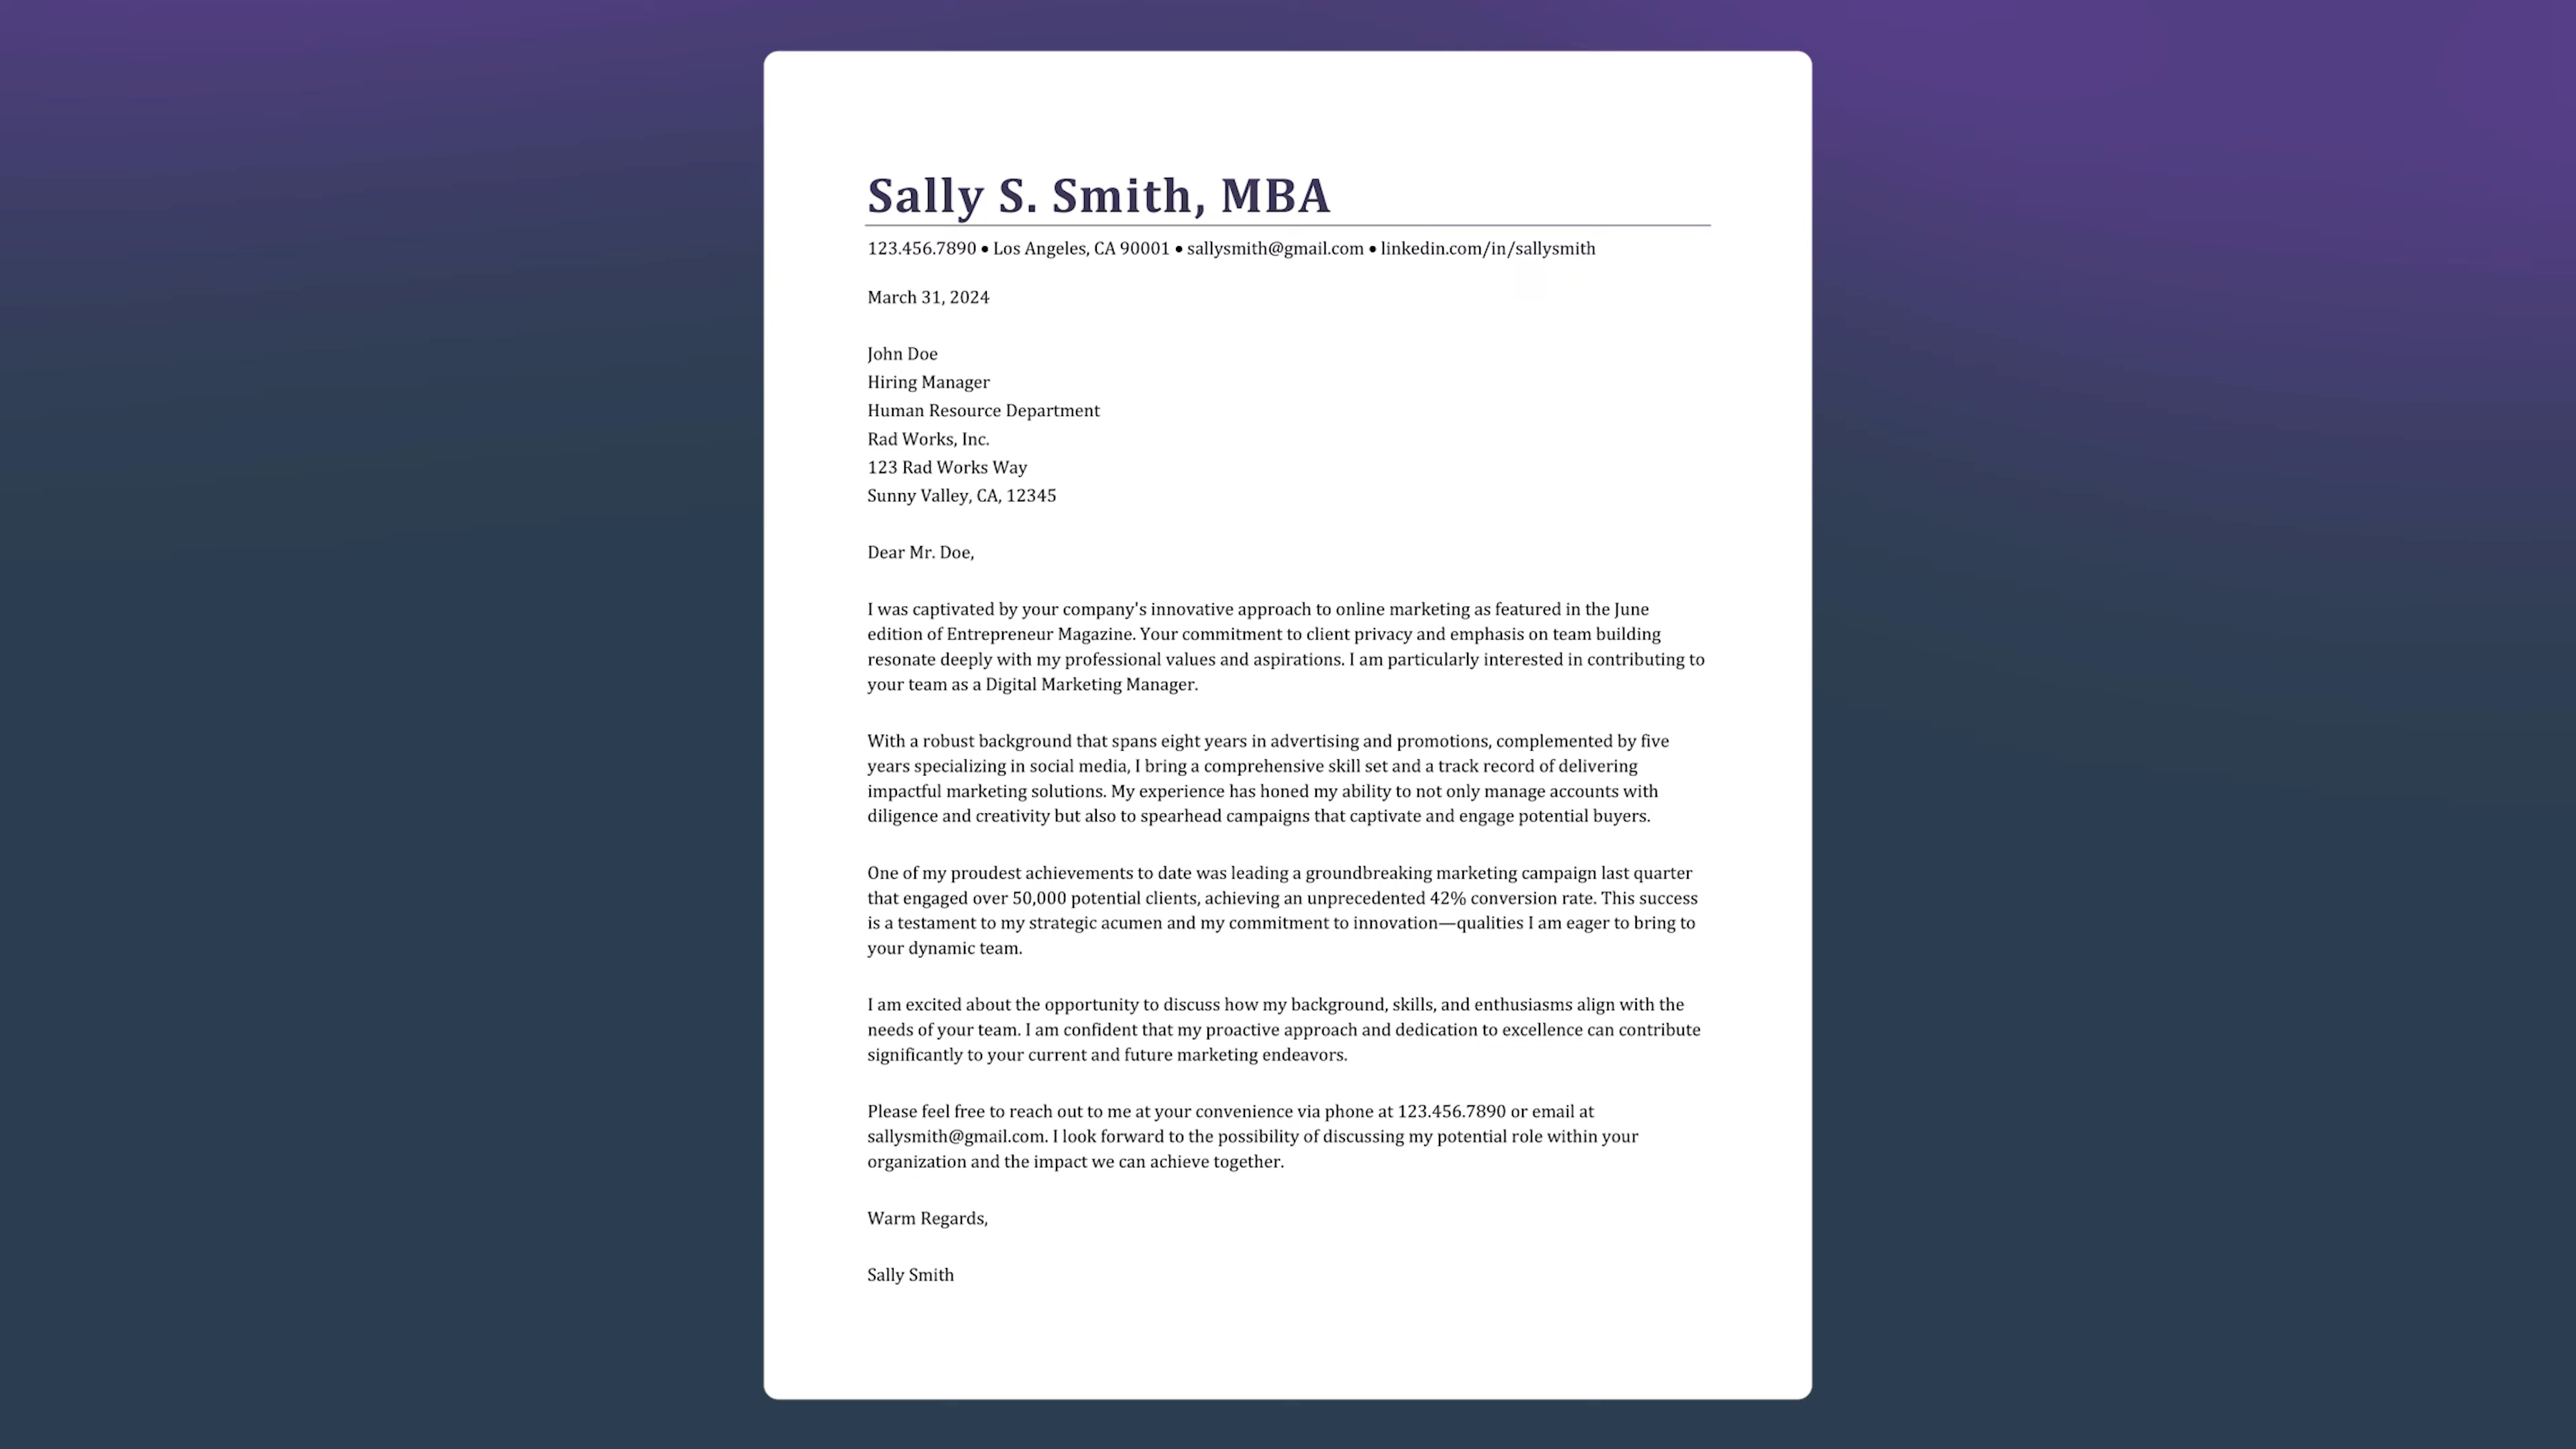 Sally S. Smith, MBA
123.456.7890 • Los Angeles, CA 90001 • sallysmith@gmail.com • linkedin.com/in/sallysmith
March 31, 2024
John Doe
Hiring Manager
Human Resource Department
Rad Works, Inc.
123 Rad Works Way
Sunny Valley, CA, 12345
Dear Mr. Doe,
I was captivated by your company's innovative approach to online marketing as featured in the June
edition of Entrepreneur Magazine. Your commitment to client privacy and emphasis on team building
resonate deeply with my professional values and aspirations. I am particularly interested in contributing to
your team as a Digital Marketing Manager.
With a robust background that spans eight years in advertising and promotions, complemented by five
years specializing in social media, I bring a comprehensive skill set and a track record of delivering
impactful marketing solutions. My experience has honed my ability to not only manage accounts with
diligence and creativity but also to spearhead campaigns that captivate and engage potential buyers.
One of my proudest achievements to date was leading a groundbreaking marketing campaign last quarter
that engaged over 50,000 potential clients, achieving an unprecedented 42% conversion rate. This success
is a testament to my strategic acumen and my commitment to innovation—qualities I am eager to bring to
your dynamic team.
I am excited about the opportunity to discuss how my background, skills, and enthusiasms align with the
needs of your team. I am confident that my proactive approach and dedication to excellence can contribute
significantly to your current and future marketing endeavors.
Please feel free to reach out to me at your convenience via phone at 123.456.7890 or email at
sallysmith@gmail.com. I look forward to the possibility of discussing my potential role within your
organization and the impact we can achieve together.
Warm Regards,
Sally Smith